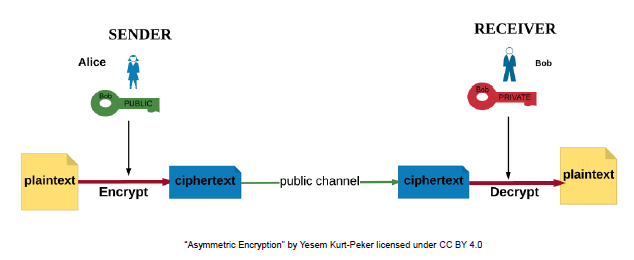 SENDER
RECEIVER
Alice
Bob
Bob
PUBLIC
Bob
PRIVATE
plaintext
Encrypt
ciphertext
public channel
ciphertext
Decrypt
plaintext
"Asymmetric Encryption" by Yesem Kurt-Peker licensed under CC BY 4.0